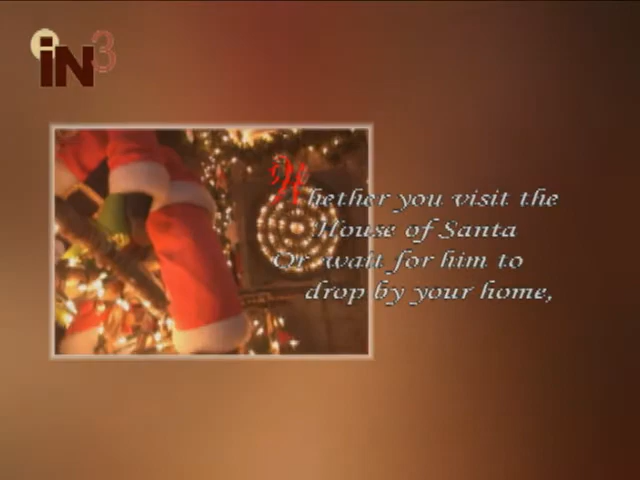 iN3
Whether you visit the
House of Santa
Or wait for him to
drop by your home,